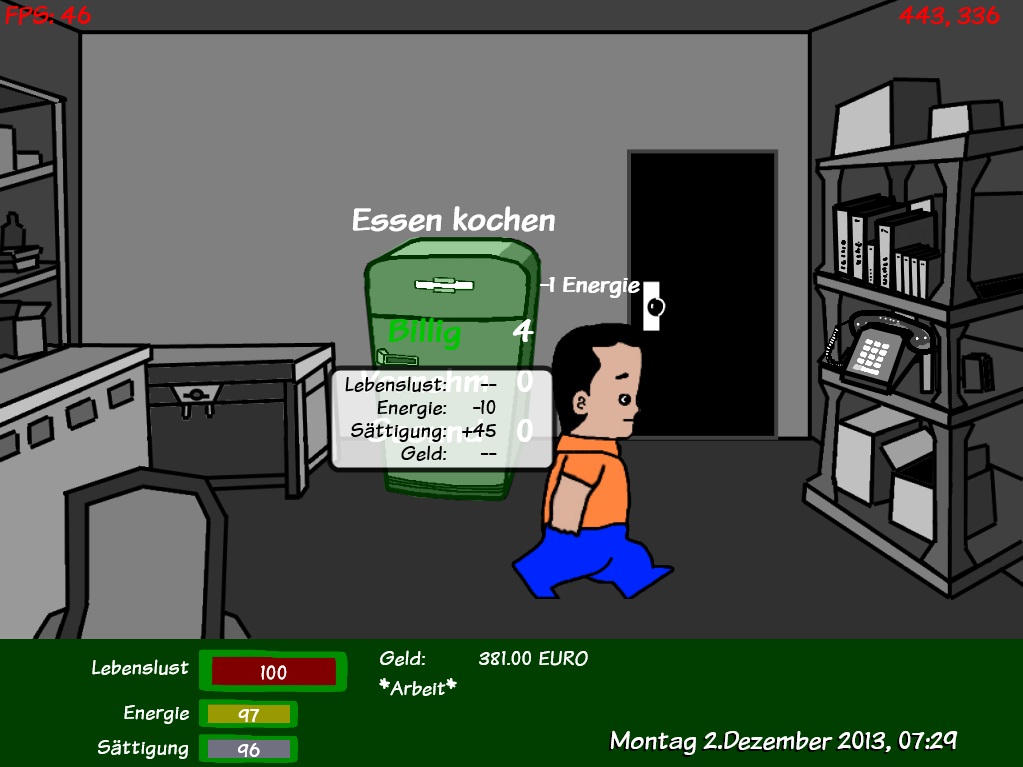 FPS: 46
443, 336
Essen kochen
-1 Energie
Billig 4
0
0
Lebenslust: --
Energie: -10
Sättigung: +45
Geld: --
Lebenslust 100
Geld: 381.00 EURO
*Arbeit*
Energie 97
Sättigung 96
Montag 2.Dezember 2013, 07:29